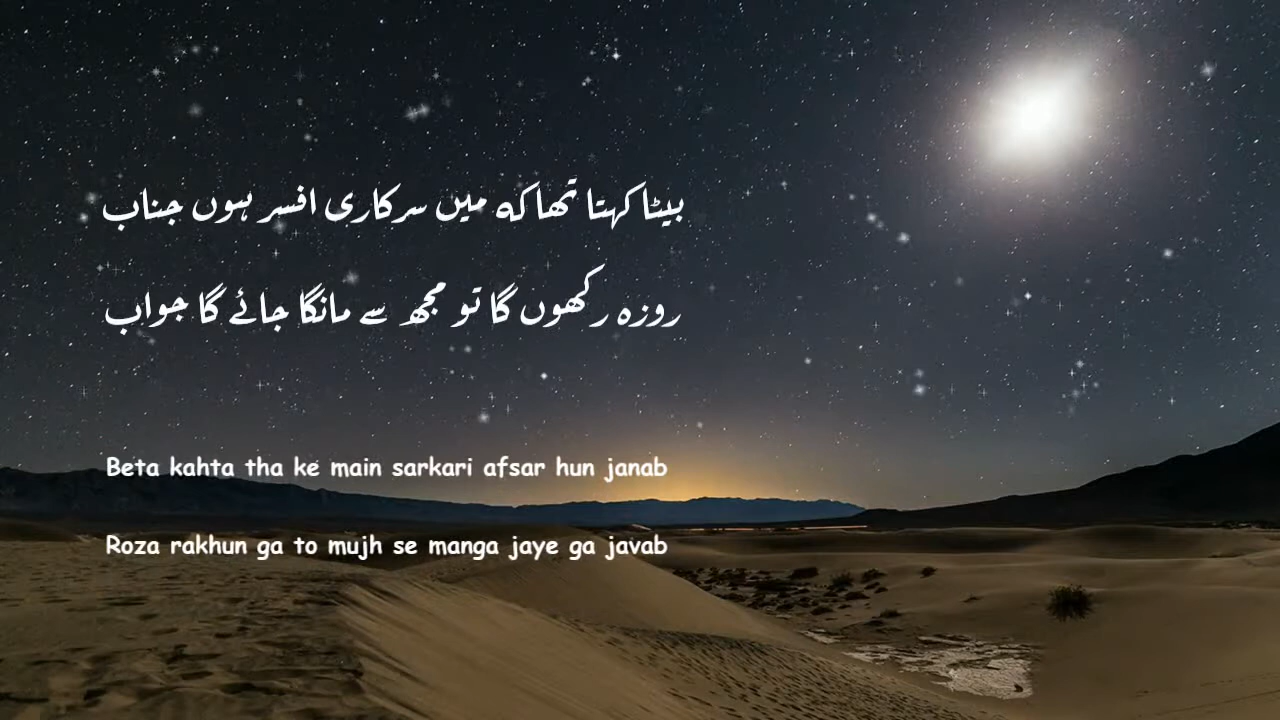 بیٹا کہتا تھا کہ میں سرکاری افسر ہوں جناب
روزہ رکھوں گا تو مجھ سے مانگا جائے گا جواب
Beta kahta tha ke main sarkari afsar hun janab
Roza rakhun ga to mujh se manga jaye ga javab